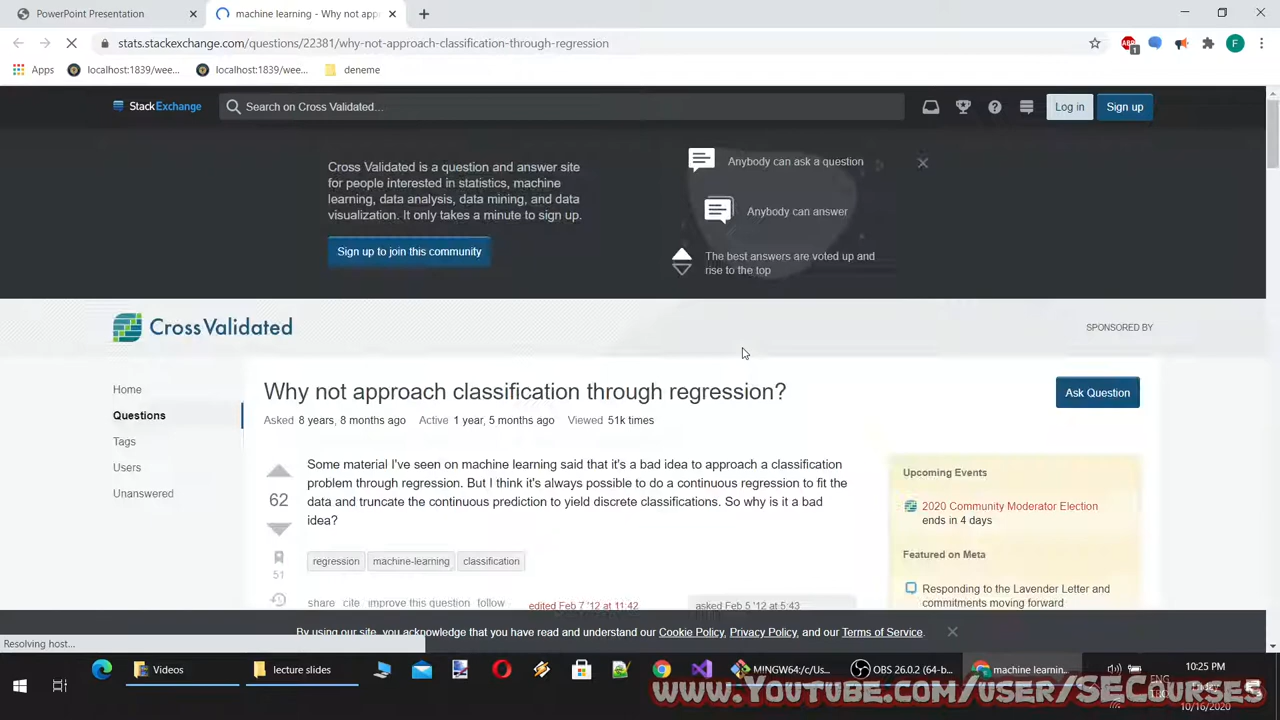 PowerPoint Presentation
machine learning - Why not app
stats.stackexchange.com/questions/22381/why-not-approach-classification-through-regression
1
F
Apps
localhost:1839/wee...
localhost:1839/wee...
deneme
StackExchange
Search on Cross Validated...
Log in
Sign up
Cross Validated is a question and answer site
for people interested in statistics, machine
learning, data analysis, data mining, and data
visualization. It only takes a minute to sign up.
Sign up to join this community
Anybody can ask a question
Anybody can answer
The best answers are voted up and
rise to the top
CrossValidated
SPONSORED BY
Home
Questions
Tags
Users
Unanswered
Why not approach classification through regression?
Ask Question
Asked 8 years, 8 months ago Active 1 year, 5 months ago Viewed 51k times
62
51
Some material I've seen on machine learning said that it's a bad idea to approach a classification
problem through regression. But I think it's always possible to do a continuous regression to fit the
data and truncate the continuous prediction to yield discrete classifications. So why is it a bad
idea?
regression machine-learning classification
share cite improve this question follow
edited Feb 7 '12 at 11:42
asked Feb 5 '12 at 5:43
Upcoming Events
2020 Community Moderator Election
ends in 4 days
Featured on Meta
Responding to the Lavender Letter and
commitments moving forward
By using our site, you acknowledge that you have read and understand our Cookie Policy, Privacy Policy, and our Terms of Service.
Resolving host...
Videos
lecture slides
MINGW64:/c/Us...
OBS 26.0.2 (64-b...
machine learnin...
ENG
10:25 PM
10/16/2020
www.Youtube.com/user/SECourses